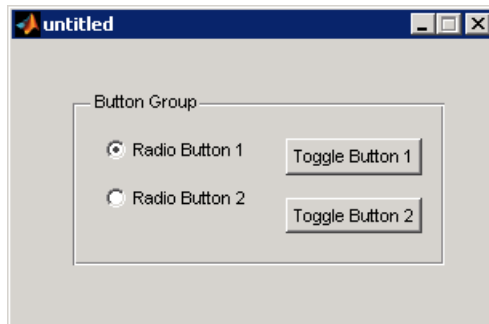 untitled
Button Group
Radio Button 1
Toggle Button 1
Radio Button 2
Toggle Button 2